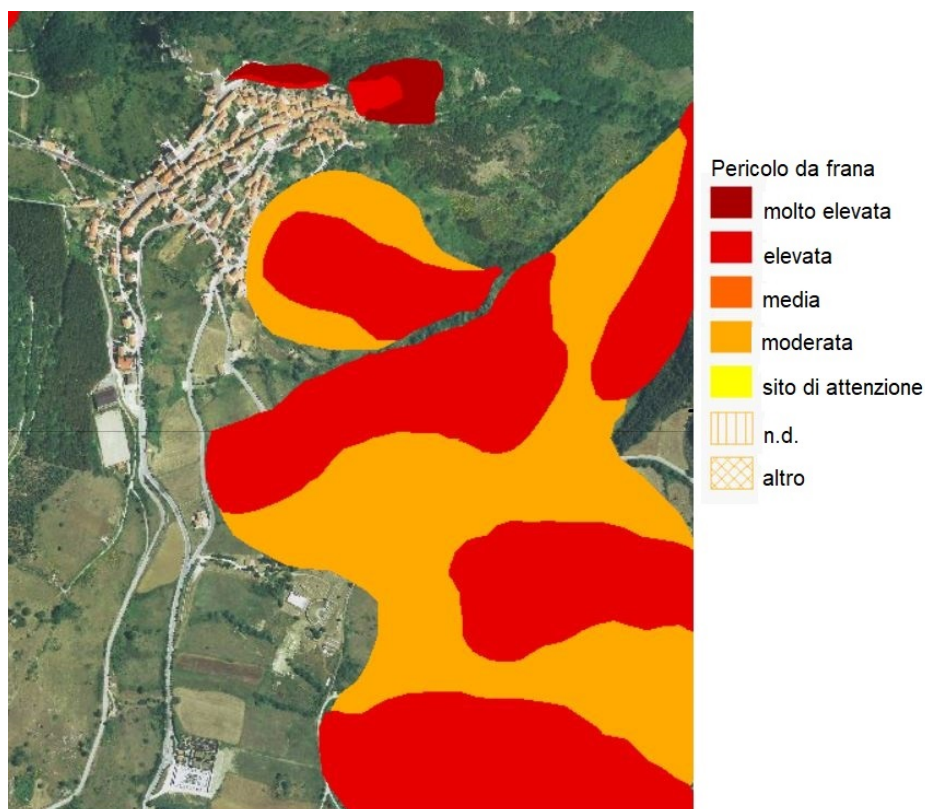 Pericolo da frana
molto elevata
elevata
media
moderata
sito di attenzione
n.d.
altro